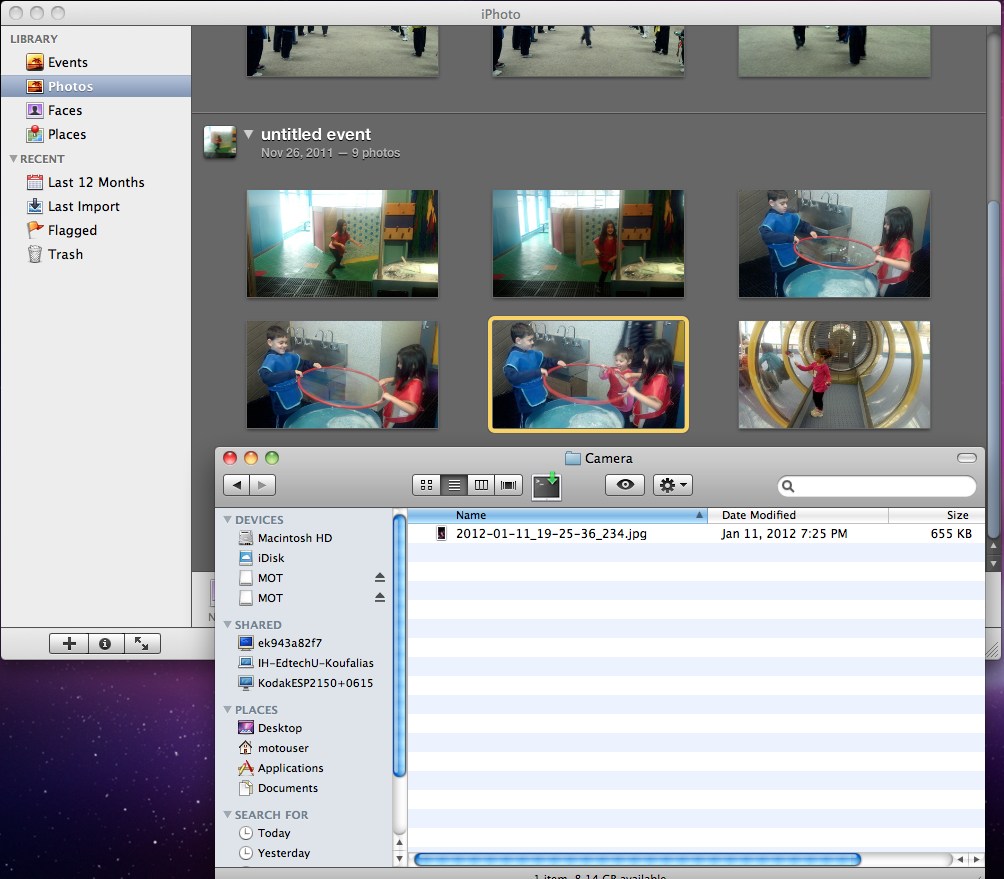 iPhoto
LIBRARY
Events
Photos
Faces
Places
RECENT
Last 12 Months
Last Import
Flagged
Trash
untitled event
Nov 26, 2011 — 9 photos
Camera
DEVICES
Macintosh HD
iDisk
MOT
MOT
SHARED
ek943a82f7
IH-EdtechU-Koufalias
KodakESP2150+0615
PLACES
Desktop
motouser
Applications
Documents
SEARCH FOR
Today
Yesterday
Name Date Modified Size
2012-01-11_19-25-36_234.jpg Jan 11, 2012 7:25 PM 655 KB
1 item, 8.14 GB available